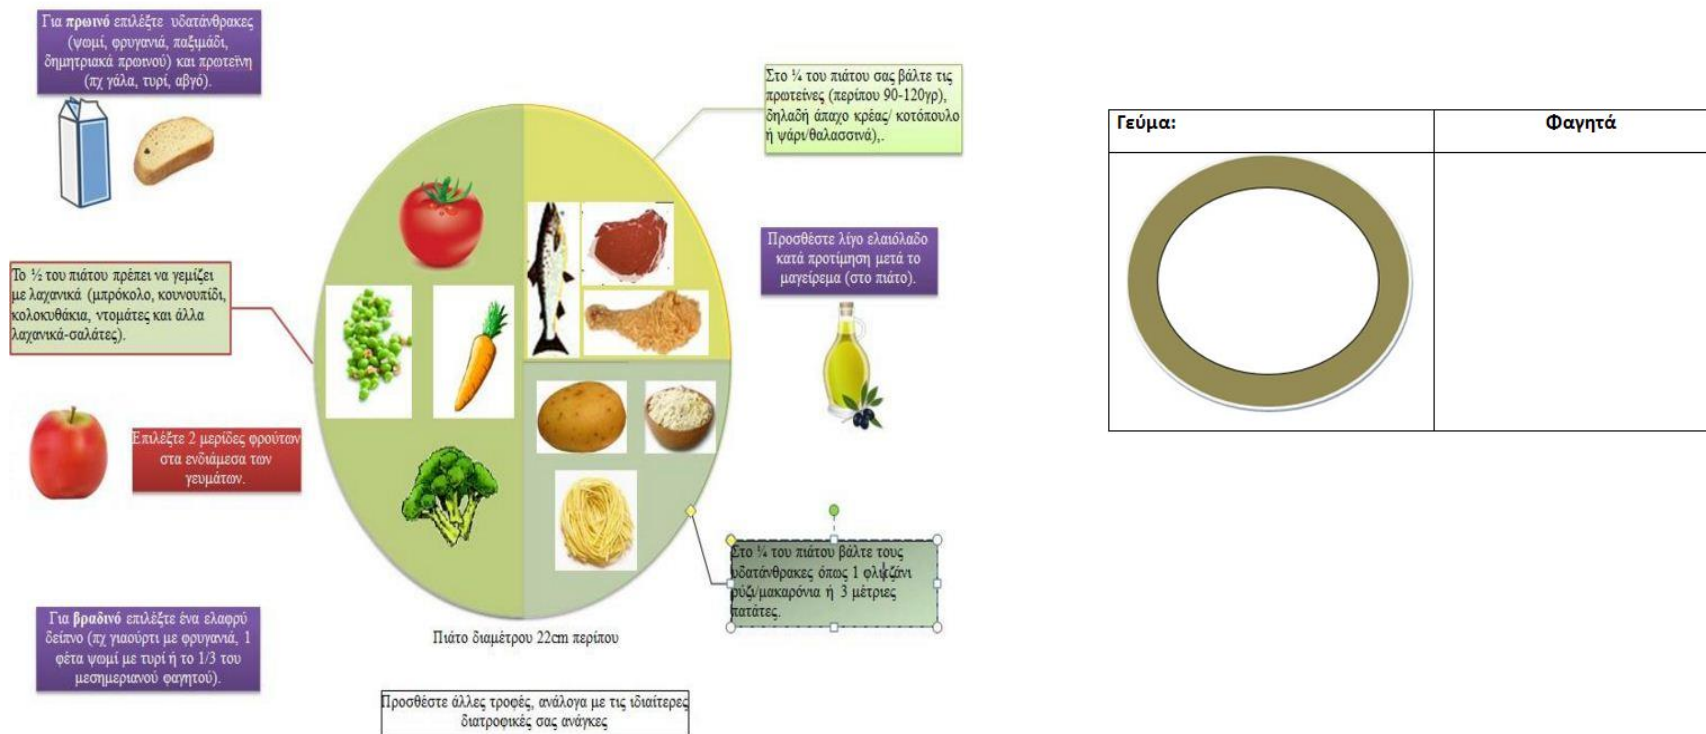 Για πρωινό επιλέξτε υδατάνθρακες
(ψωμί, φρυγανιά, παξιμάδι,
δημητριακά πρωινού) και πρωτεϊνη
(πχ γάλα, τυρί, αβγό).
Στο ¼ του πιάτου σας βάλτε τις
πρωτείνες (περίπου 90-120γρ),
δηλαδή άπαχο κρέας/ κοτόπουλο
ή ψάρι/θαλασσινά),.
Προσθέστε λίγο ελαιόλαδο
κατά προτίμηση μετά το
μαγείρεμα (στο πιάτο).
Το ½ του πιάτου πρέπει να γεμίζει
με λαχανικά (μπρόκολο, κουνουπίδι,
κολοκυθάκια, ντομάτες και άλλα
λαχανικά-σαλάτες).
Επιλέξτε 2 μερίδες φρούτων
στα ενδιάμεσα των
γευμάτων.
Στο ¼ του πιάτου βάλτε τους
υδατάνθρακες όπως 1 φλιτζάνι
ρύζι/μακαρόνια ή 3 μέτριες
πατάτες.
Για βραδινό επιλέξτε ένα ελαφρύ
δείπνο (πχ γιαούρτι με φρυγανιά, 1
φέτα ψωμί με τυρί ή το 1/3 του
μεσημεριανού φαγητού).
Πιάτο διαμέτρου 22cm περίπου
Προσθέστε άλλες τροφές, ανάλογα με τις ιδιαίτερες
διατροφικές σας ανάγκες
Γεύμα:
Φαγητά